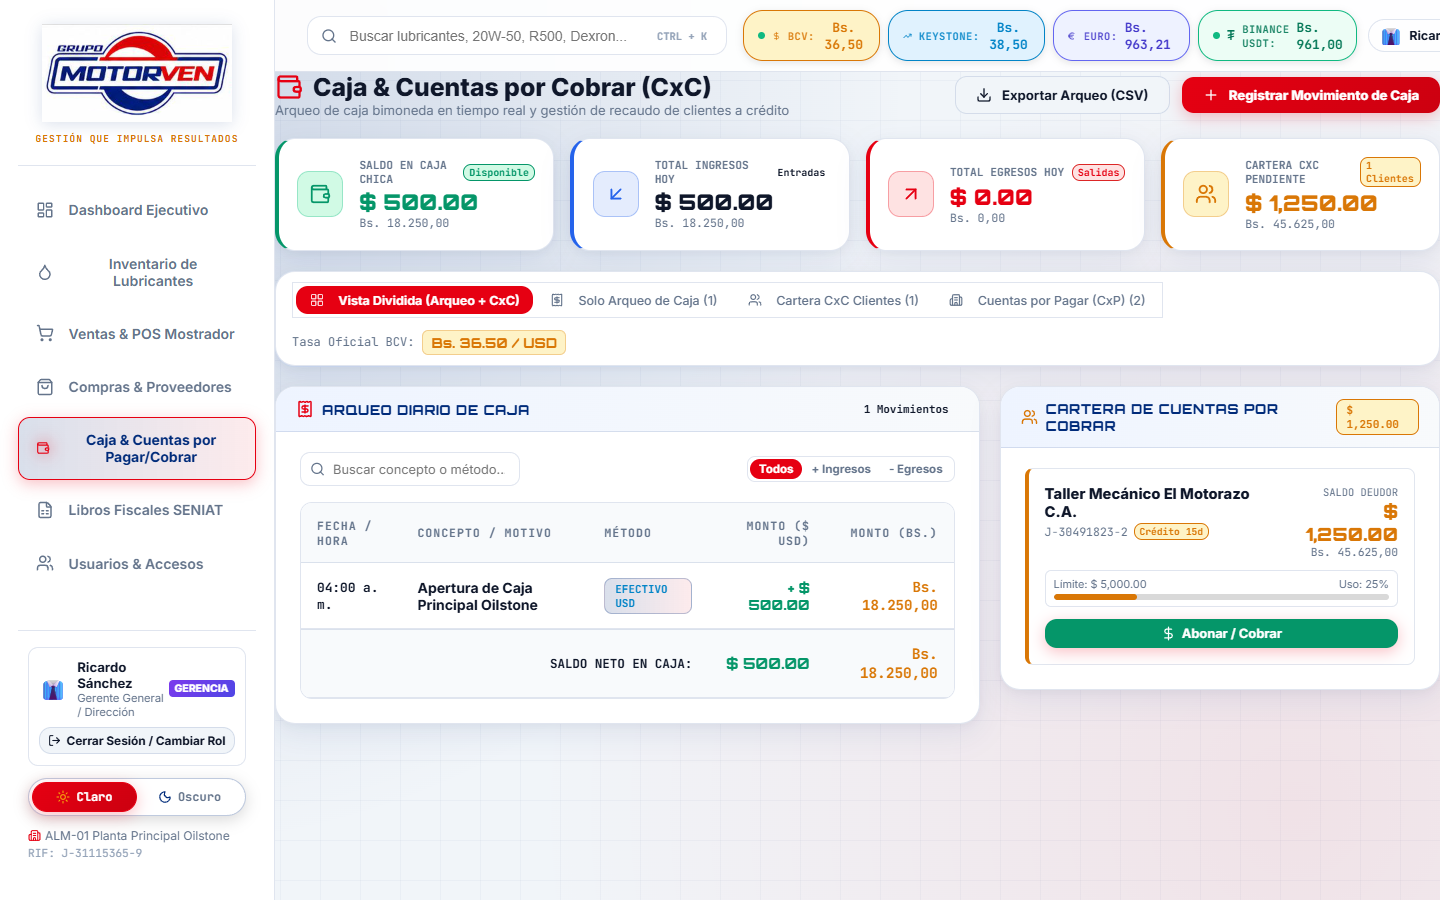 GRUPO
MOTORVEN
GESTIÓN QUE IMPULSA RESULTADOS
Dashboard Ejecutivo
Inventario de
Lubricantes
Ventas & POS Mostrador
Compras & Proveedores
Caja & Cuentas por
Pagar/Cobrar
Libros Fiscales SENIAT
Usuarios & Accesos
Ricardo
Sánchez
Gerente General
/ Dirección
GERENCIA
Cerrar Sesión / Cambiar Rol
Claro
Oscuro
ALM-01 Planta Principal Oilstone
RIF: J-31115365-9
Buscar lubricantes, 20W-50, R500, Dexron...
CTRL + K
$ BCV:
Bs.
36,50
KEYSTONE:
Bs.
38,50
€ EURO:
Bs.
963,21
₮ BINANCE
USDT:
Bs.
961,00
Ricar
Caja & Cuentas por Cobrar (CxC)
Arqueo de caja bimoneda en tiempo real y gestión de recaudo de clientes a crédito
Exportar Arqueo (CSV)
Registrar Movimiento de Caja
SALDO EN CAJA
CHICA
Disponible
$ 500.00
Bs. 18.250,00
TOTAL INGRESOS
HOY
Entradas
$ 500.00
Bs. 18.250,00
TOTAL EGRESOS HOY
Salidas
$ 0.00
Bs. 0,00
CARTERA CXC
PENDIENTE
1
Clientes
$ 1,250.00
Bs. 45.625,00
Vista Dividida (Arqueo + CxC)
Solo Arqueo de Caja (1)
Cartera CxC Clientes (1)
Cuentas por Pagar (CxP) (2)
Tasa Oficial BCV:
Bs. 36.50 / USD
ARQUEO DIARIO DE CAJA
1 Movimientos
Buscar concepto o método..
Todos
+ Ingresos
- Egresos
FECHA /
HORA
CONCEPTO / MOTIVO
MÉTODO
MONTO ($
USD)
MONTO (BS.)
04:00 a.
m.
Apertura de Caja
Principal Oilstone
EFECTIVO
USD
+ $
500.00
Bs.
18.250,00
SALDO NETO EN CAJA:
$ 500.00
Bs.
18.250,00
CARTERA DE CUENTAS POR
COBRAR
$
1,250.00
Taller Mecánico El Motorazo
C.A.
J-30491823-2
Crédito 15d
SALDO DEUDOR
$
1,250.00
Bs. 45.625,00
Límite: $ 5,000.00
Uso: 25%
Abonar / Cobrar